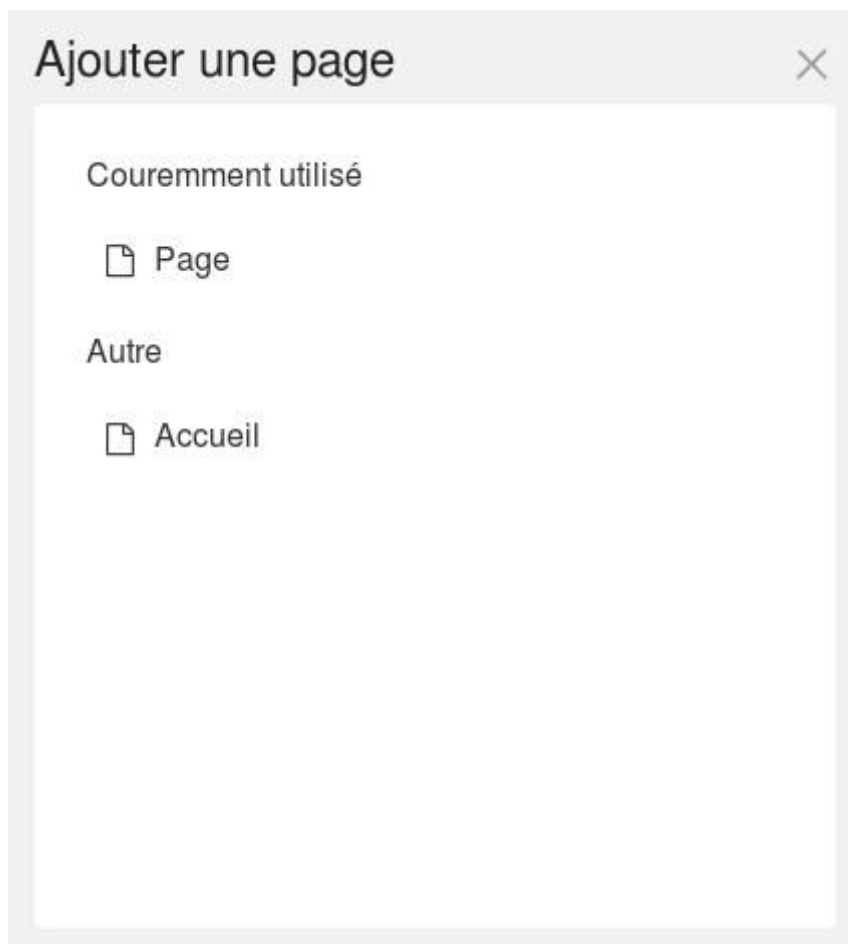 Ajouter une page
Couremment utilisé
Page
Autre
Accueil